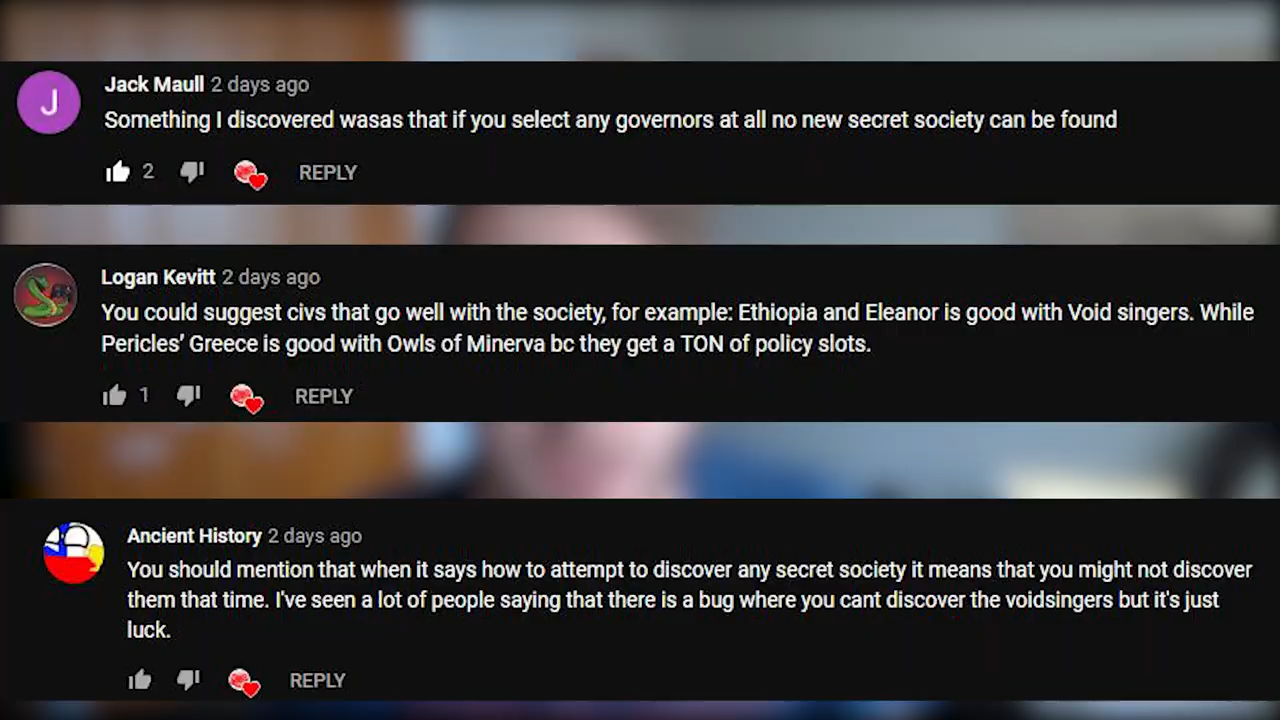 J
Jack Maull 2 days ago
Something I discovered wasas that if you select any governors at all no new secret society can be found
2 REPLY
Logan Kevitt 2 days ago
You could suggest civs that go well with the society, for example: Ethiopia and Eleanor is good with Void singers. While
Pericles’ Greece is good with Owls of Minerva bc they get a TON of policy slots.
1 REPLY
Ancient History 2 days ago
You should mention that when it says how to attempt to discover any secret society it means that you might not discover
them that time. I've seen a lot of people saying that there is a bug where you cant discover the voidsingers but it's just
luck.
REPLY